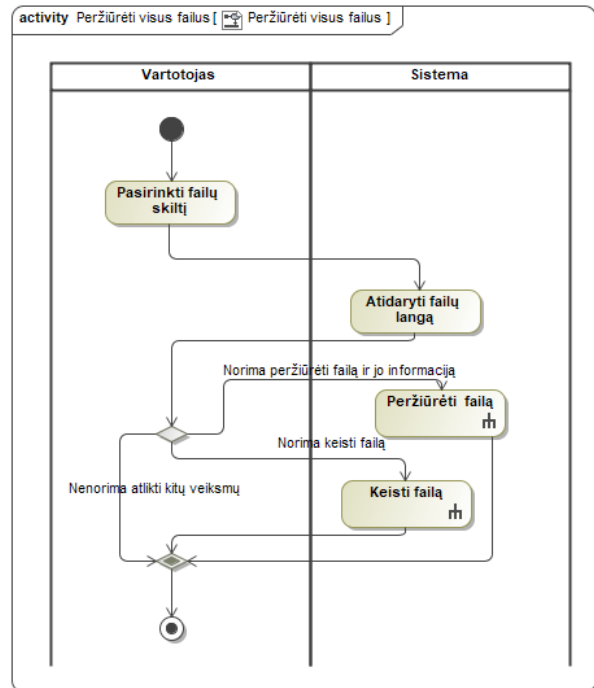 activity Peržiūrėti visus failus [ Peržiūrėti visus failus ]
Vartotojas
Sistema
Pasirinkti failų
skiltį
Atidaryti failų
langą
Norima peržiūrėti failą ir jo informaciją
Peržiūrėti failą
Norima keisti failą
Nenorima atlikti kitų veiksmų
Keisti failą